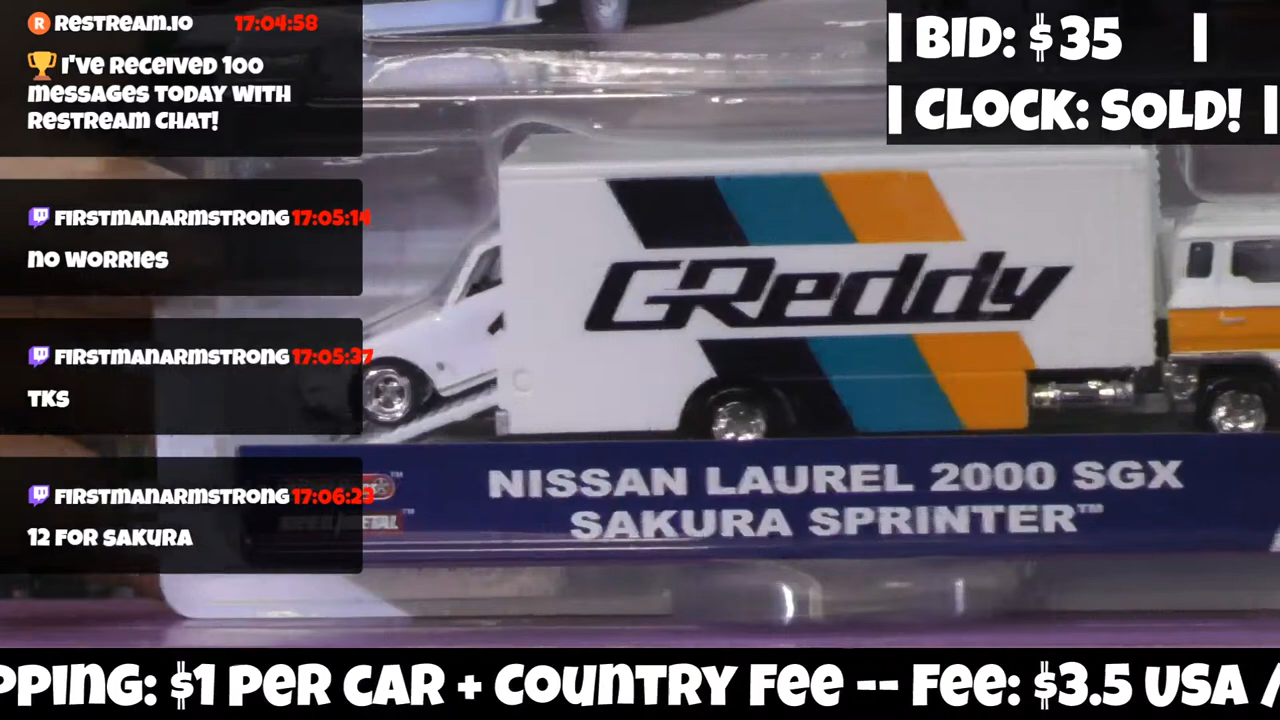 Restream.io 17:04:58
🏆 I've received 100
messages today with
Restream Chat!
firstmanarmstrong 17:05:14
no worries
firstmanarmstrong 17:05:37
tks
firstmanarmstrong 17:06:23
12 for sakura
| BID: $35 |
| CLOCK: SOLD! |
GReddy
NISSAN LAUREL 2000 SGX
SAKURA SPRINTER™
PPING: $1 PER CAR + COUNTRY FEE -- FEE: $3.5 USA /